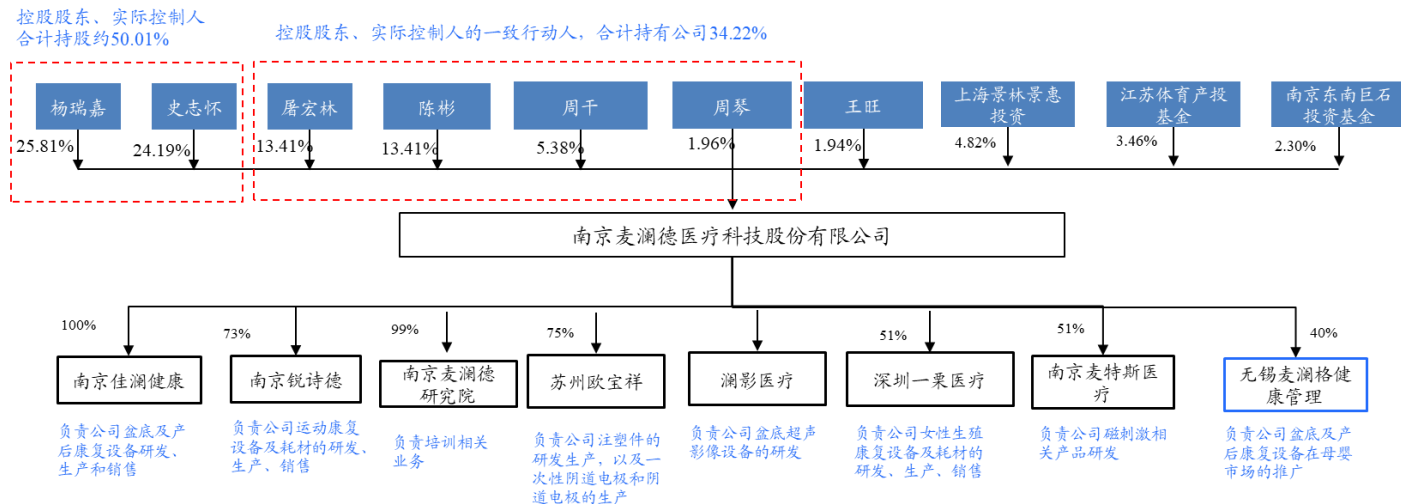 控股股东、实际控制人
合计持股约50.01%
控股股东、实际控制人的一致行动人，合计持有公司34.22%
杨瑞嘉
史志怀
屠宏林
陈彬
周干
周琴
王旺
上海景林景惠
投资
江苏体育产投
基金
南京东南巨石
投资基金
25.81%
24.19%
13.41%
13.41%
5.38%
1.96%
1.94%
4.82%
3.46%
2.30%
南京麦澜德医疗科技股份有限公司
100%
73%
99%
75%
51%
51%
40%
南京佳澜健康
南京锐诗德
南京麦澜德
研究院
苏州欧宝祥
澜影医疗
深圳一栗医疗
南京麦特斯医
疗
无锡麦澜格健
康管理
负责公司盆底及产
后康复设备研发、
生产和销售
负责公司运动康复
设备及耗材的研发、
生产、销售
负责培训相关
业务
负责公司注塑件的
研发生产，以及一
次性阴道电极和阴
道电极的生产
负责公司盆底超声
影像设备的研发
负责公司女性生殖
康复设备及耗材的
研发、生产、销售
负责公司磁刺激相
关产品研发
负责公司盆底及产
后康复设备在母婴
市场的推广